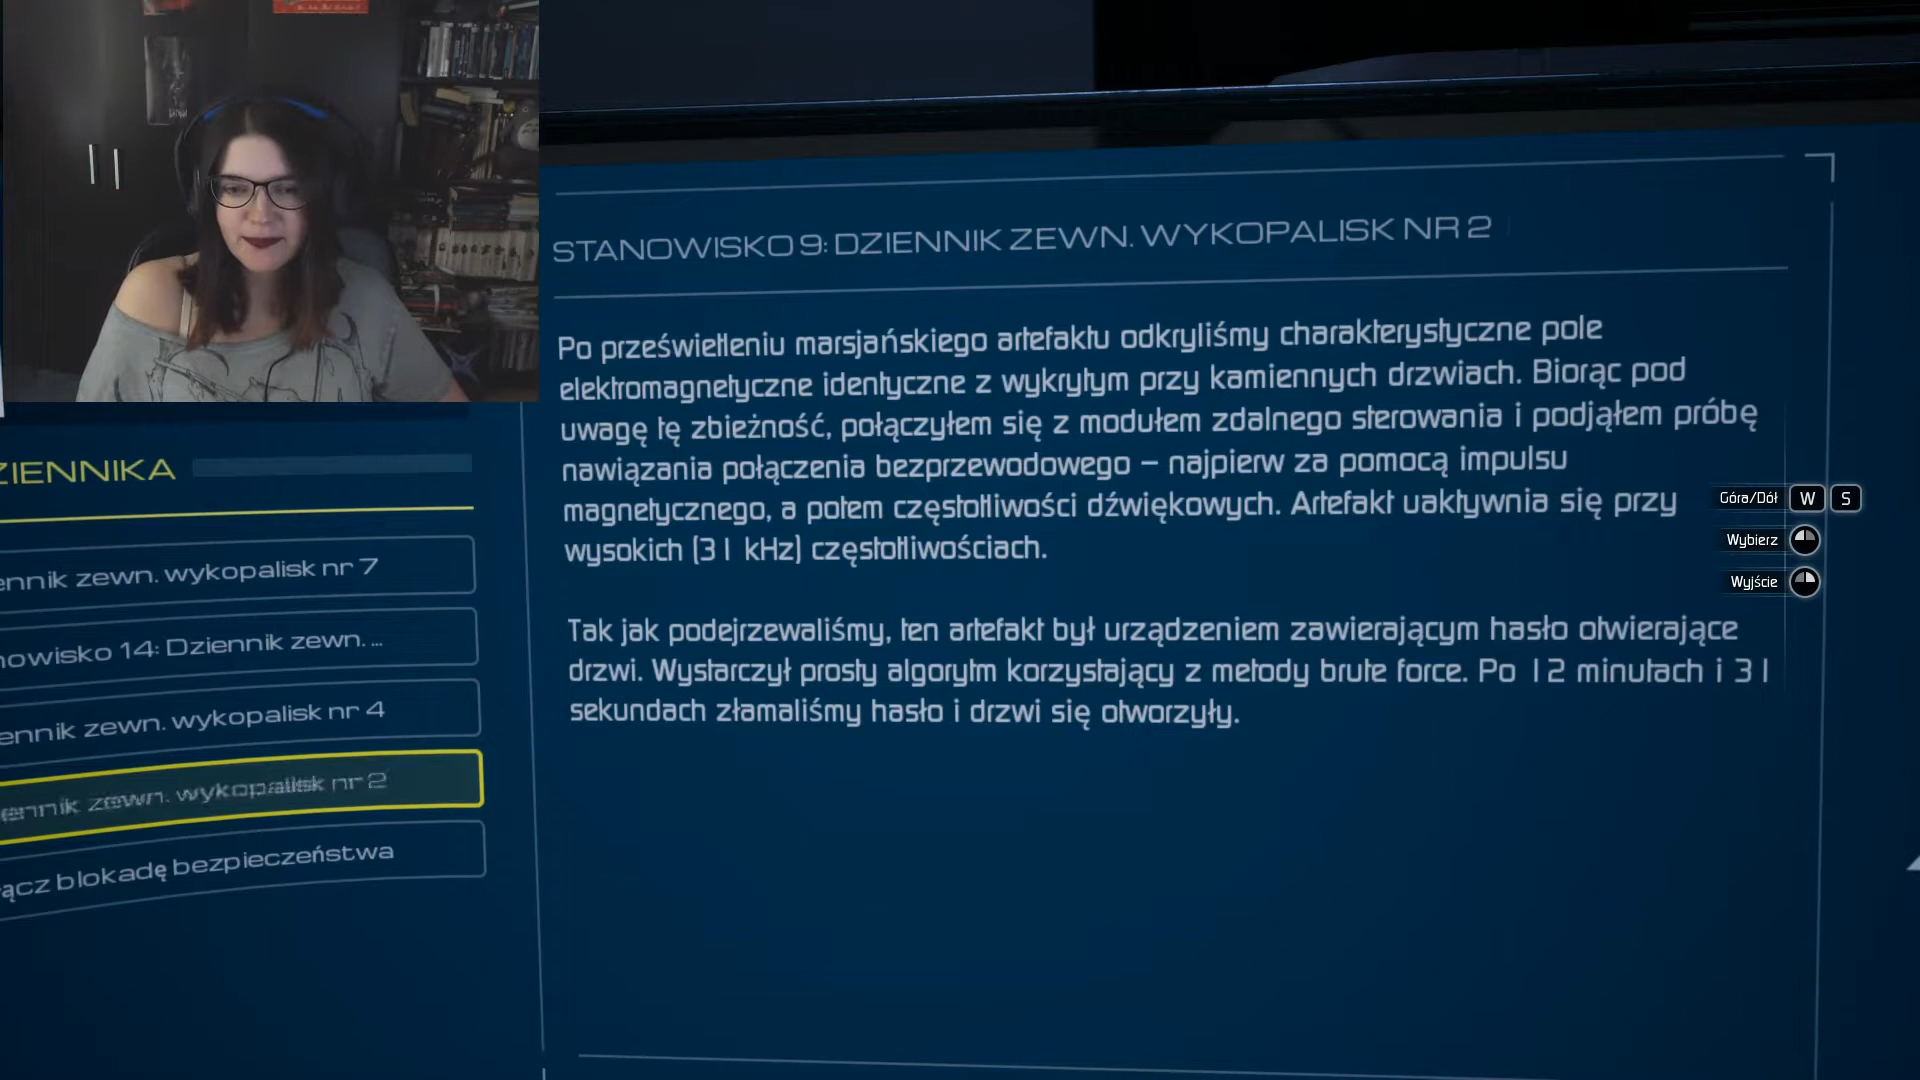 STANOWISKO 9: DZIENNIK ZEWN. WYKOPALISK NR 2
Po prześwietleniu marsjańskiego artefaktu odkryliśmy charakterystyczne pole
elektromagnetyczne identyczne z wykrytym przy kamiennych drzwiach. Biorąc pod
uwagę tę zbieżność, połączyłem się z modułem zdalnego sterowania i podjąłem próbę
nawiązania połączenia bezprzewodowego – najpierw za pomocą impulsu
magnetycznego, a potem częstotliwości dźwiękowych. Artefakt uaktywnia się przy
wysokich (31 kHz) częstotliwościach.
Tak jak podejrzewaliśmy, ten artefakt był urządzeniem zawierającym hasło otwierające
drzwi. Wystarczył prosty algorytm korzystający z metody brute force. Po 12 minutach i 31
sekundach złamaliśmy hasło i drzwi się otworzyły.
ZIENNIKA
ennik zewn. wykopalisk nr 7
nowisko 14: Dziennik zewn. ...
ennik zewn. wykopalisk nr 4
ennik zewn. wykopalisk nr 2
ącz blokadę bezpieczeństwa
Góra/Dół W S
Wybierz
Wyjście